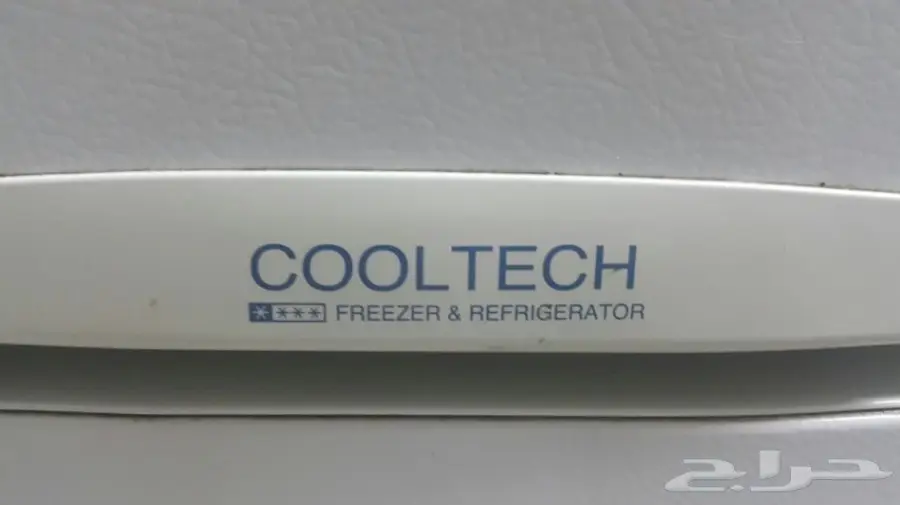 COOLTECH
**** FREEZER & REFRIGERATOR
حراج